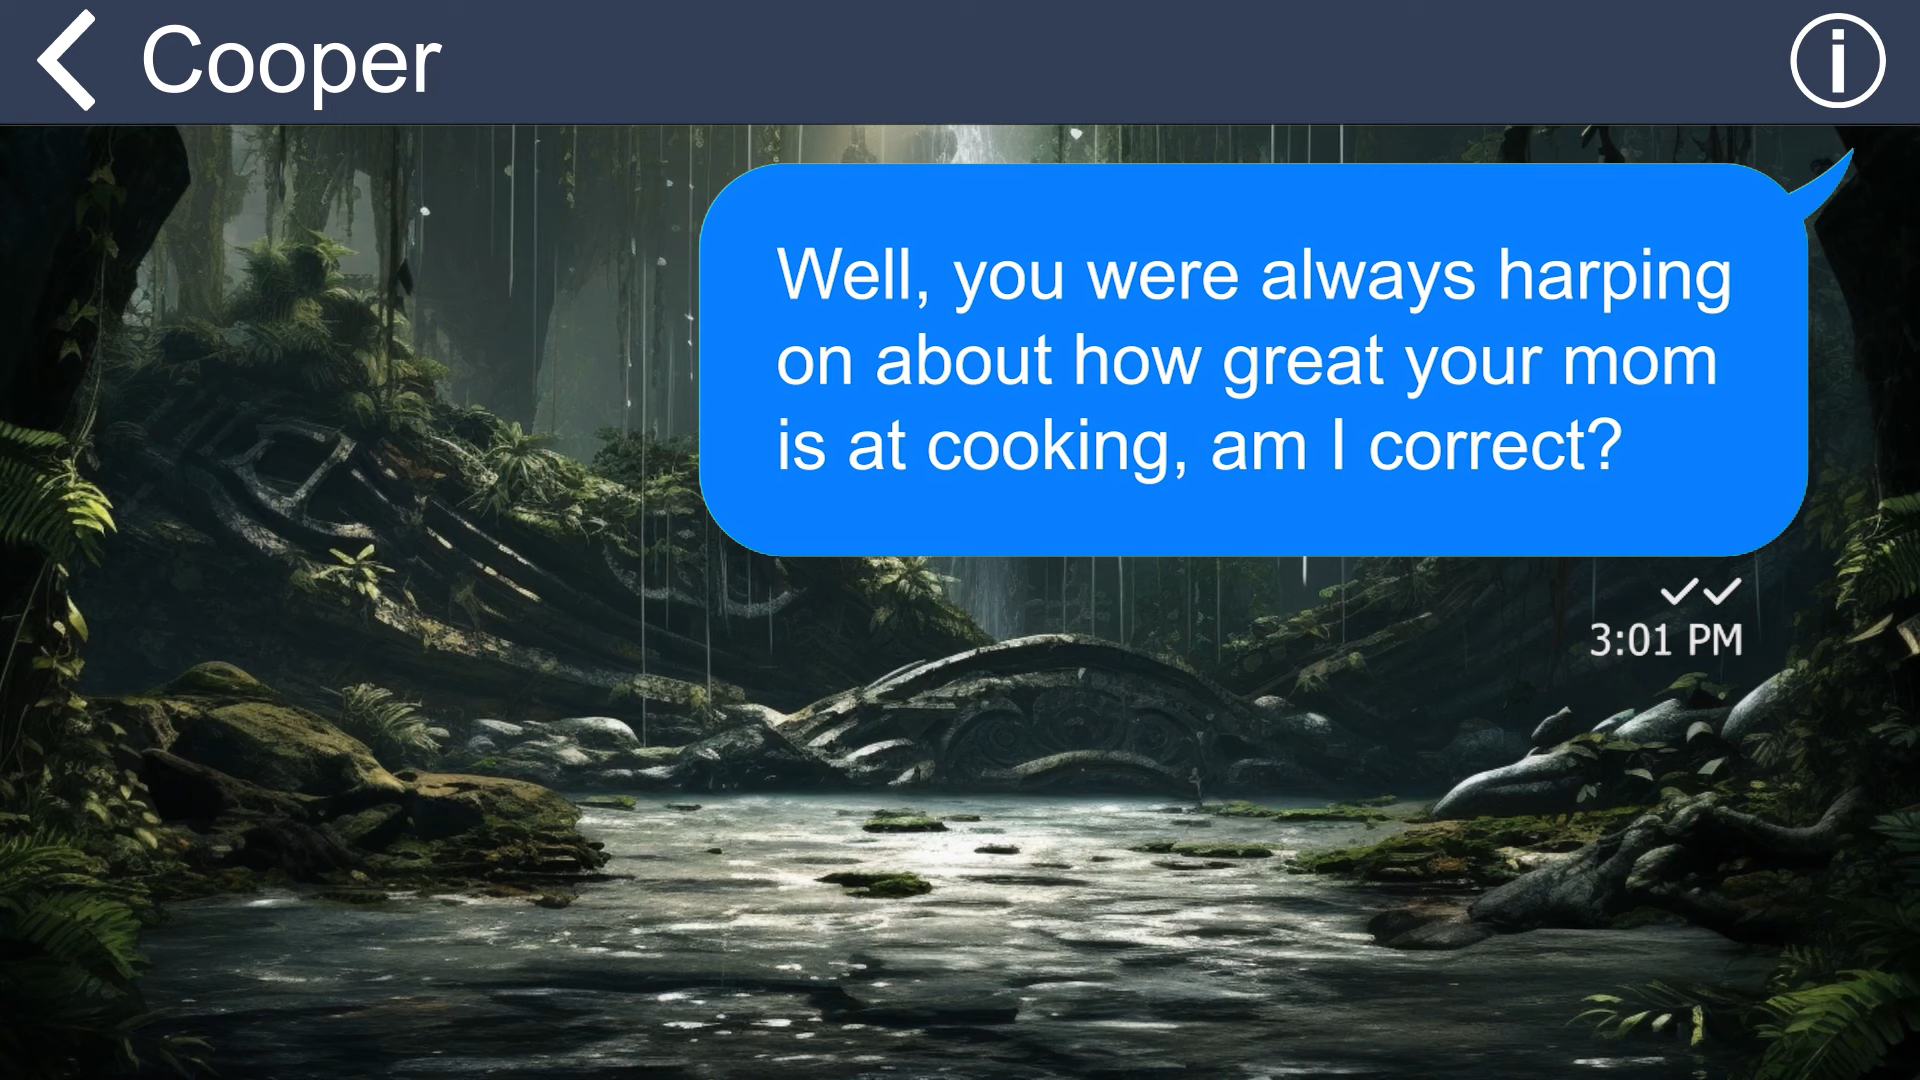 Cooper
Well, you were always harping
on about how great your mom
is at cooking, am I correct?
3:01 PM